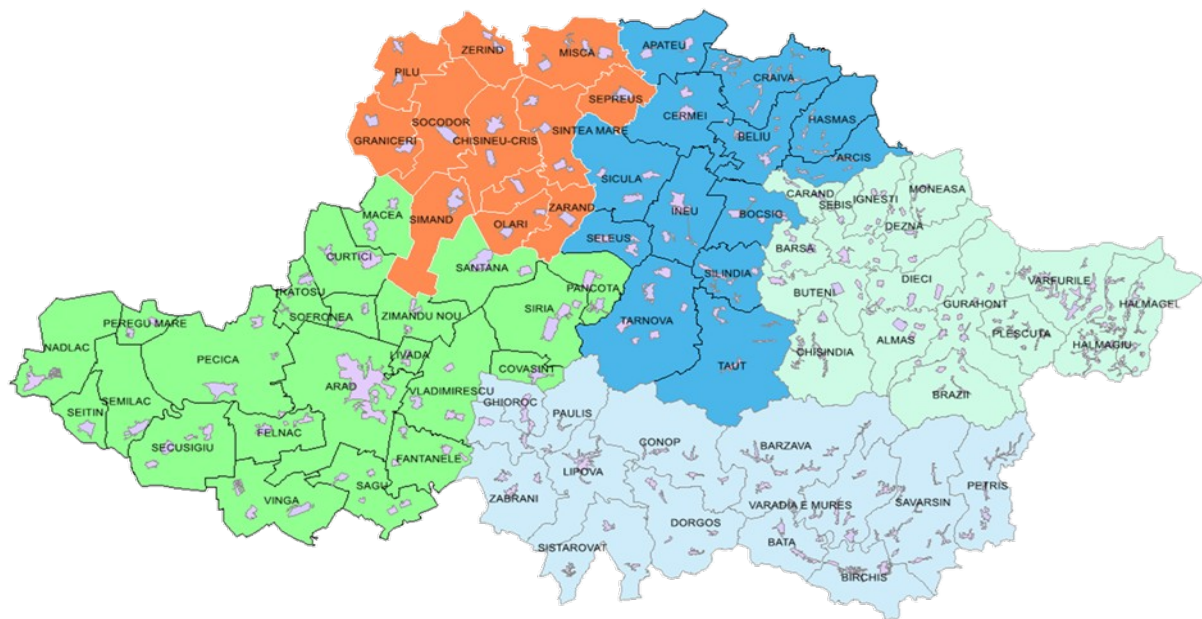 ZERIND
MISCA
APATEU
PILU
CRAIVA
SEPREUS
CERMEI
HASMAS
SOCODOR
SINTEA MARE
GRANICERI
CHISINEU-CRIS
BELIU
ARCIS
SICULA
CARAND
MONEASA
IGNESTI
SEBIS
MACEA
SIMAND
ZARAND
INEU
BOCSIG
OLARI
DEZNA
SELEUS
BARSA
CURTICI
SANTANA
SILINDIA
DIECI
VARFURILE
PANCOTA
IRATOSU
BUTENI
GURAHONT
HALMAGEL
SIRIA
SOFRONEA
ZIMANDU NOU
TARNOVA
PEREGU MARE
PLESCUTA
ALMAS
NADLAC
LIVADA
CHISINDIA
HALMAGIU
PECICA
COVASINT
TAUT
ARAD
VLADIMIRESCU
BRAZII
SEMILAC
GHIOROC
SEITIN
PAULIS
FELNAC
CONOP
BARZAVA
SECUSIGIU
FANTANELE
LIPOVA
SAGU
PETRIS
ZABRANI
VINGA
VARADIA E MURES
SAVARSIN
DORGOS
BATA
SISTAROVAT
BIRCHIS